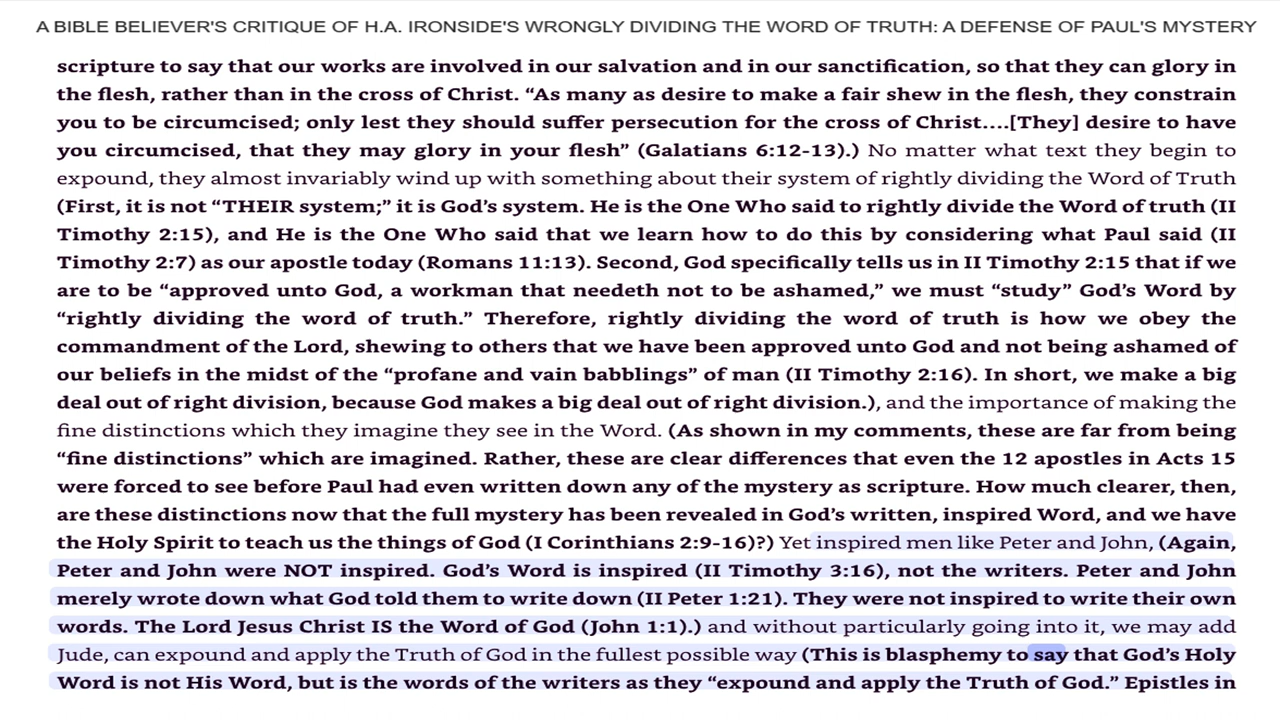 A BIBLE BELIEVER'S CRITIQUE OF H.A. IRONSIDE'S WRONGLY DIVIDING THE WORD OF TRUTH: A DEFENSE OF PAUL'S MYSTERY
scripture to say that our works are involved in our salvation and in our sanctification, so that they can glory in
the flesh, rather than in the cross of Christ. “As many as desire to make a fair shew in the flesh, they constrain
you to be circumcised; only lest they should suffer persecution for the cross of Christ….[They] desire to have
you circumcised, that they may glory in your flesh” (Galatians 6:12-13).) No matter what text they begin to
expound, they almost invariably wind up with something about their system of rightly dividing the Word of Truth
(First, it is not “THEIR system;” it is God’s system. He is the One Who said to rightly divide the Word of truth (II
Timothy 2:15), and He is the One Who said that we learn how to do this by considering what Paul said (II
Timothy 2:7) as our apostle today (Romans 11:13). Second, God specifically tells us in II Timothy 2:15 that if we
are to be “approved unto God, a workman that needeth not to be ashamed,” we must “study” God’s Word by
“rightly dividing the word of truth.” Therefore, rightly dividing the word of truth is how we obey the
commandment of the Lord, shewing to others that we have been approved unto God and not being ashamed of
our beliefs in the midst of the “profane and vain babblings” of man (II Timothy 2:16). In short, we make a big
deal out of right division, because God makes a big deal out of right division.), and the importance of making the
fine distinctions which they imagine they see in the Word. (As shown in my comments, these are far from being
“fine distinctions” which are imagined. Rather, these are clear differences that even the 12 apostles in Acts 15
were forced to see before Paul had even written down any of the mystery as scripture. How much clearer, then,
are these distinctions now that the full mystery has been revealed in God’s written, inspired Word, and we have
the Holy Spirit to teach us the things of God (I Corinthians 2:9-16)?) Yet inspired men like Peter and John, (Again,
Peter and John were NOT inspired. God’s Word is inspired (II Timothy 3:16), not the writers. Peter and John
merely wrote down what God told them to write down (II Peter 1:21). They were not inspired to write their own
words. The Lord Jesus Christ IS the Word of God (John 1:1).) and without particularly going into it, we may add
Jude, can expound and apply the Truth of God in the fullest possible way (This is blasphemy to say that God’s Holy
Word is not His Word, but is the words of the writers as they “expound and apply the Truth of God.” Epistles in